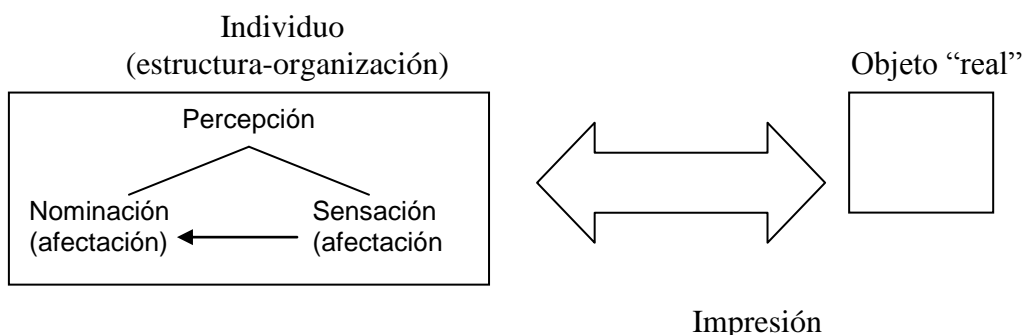 Individuo
(estructura-organización)
Objeto “real”
Percepción
Nominación
(afectación)
Sensación
(afectación
Impresión